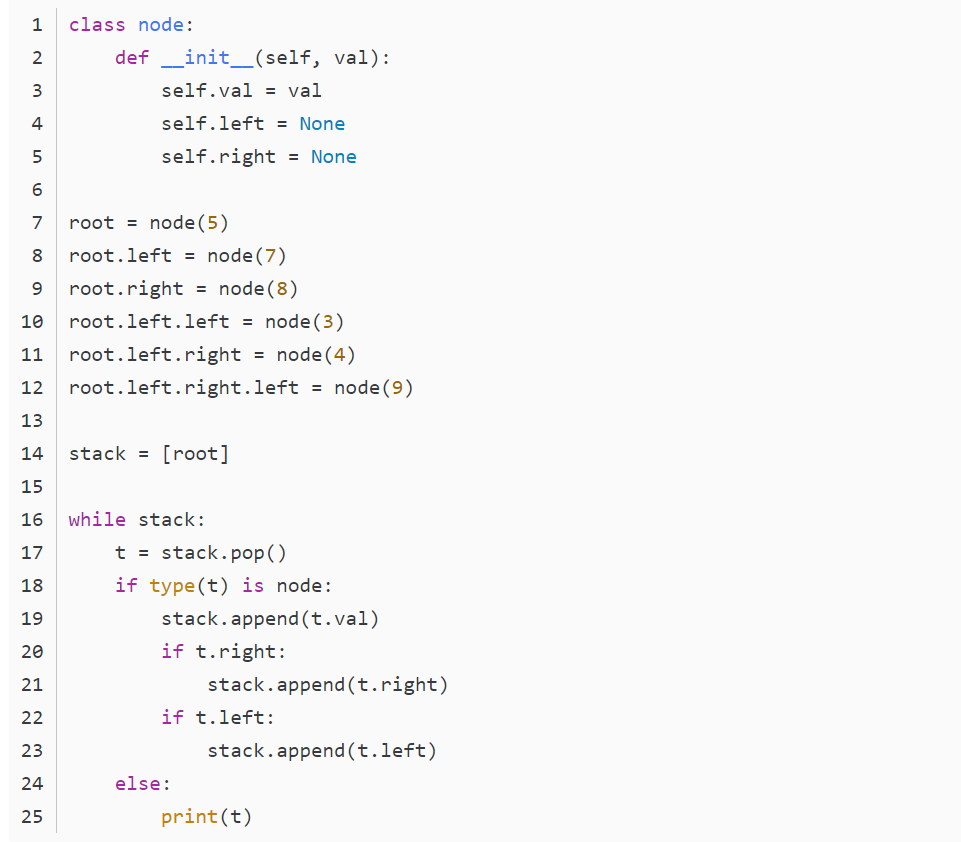 1 class node:
2     def __init__(self, val):
3         self.val = val
4         self.left = None
5         self.right = None
6
7 root = node(5)
8 root.left = node(7)
9 root.right = node(8)
10 root.left.left = node(3)
11 root.left.right = node(4)
12 root.left.right.left = node(9)
13
14 stack = [root]
15
16 while stack:
17     t = stack.pop()
18     if type(t) is node:
19         stack.append(t.val)
20         if t.right:
21             stack.append(t.right)
22         if t.left:
23             stack.append(t.left)
24     else:
25         print(t)